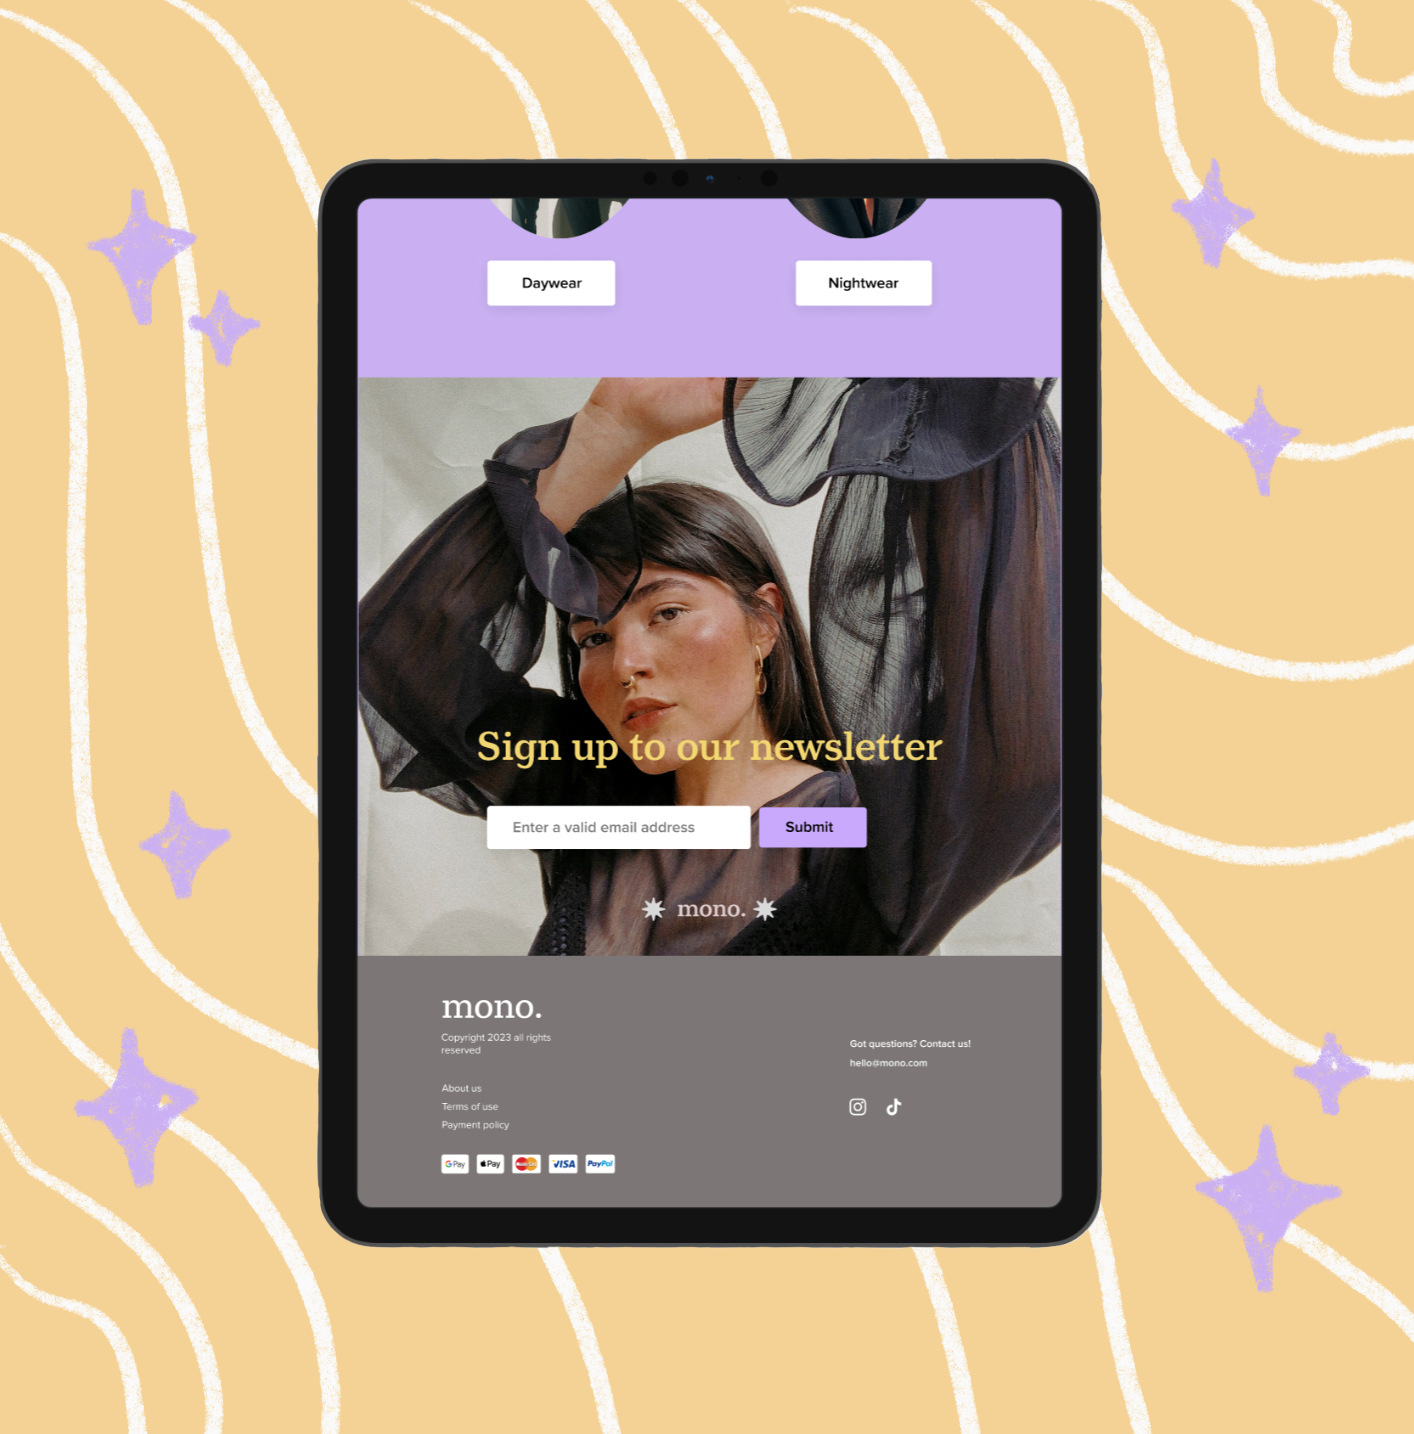 Daywear
Nightwear
Sign up to our newsletter
Enter a valid email address
Submit
mono.
mono.
Copyright 2023 all rights
reserved
Got questions? Contact us!
hello@mono.com
About us
Terms of use
Payment policy
G Pay
Pay
VISA
PayPal